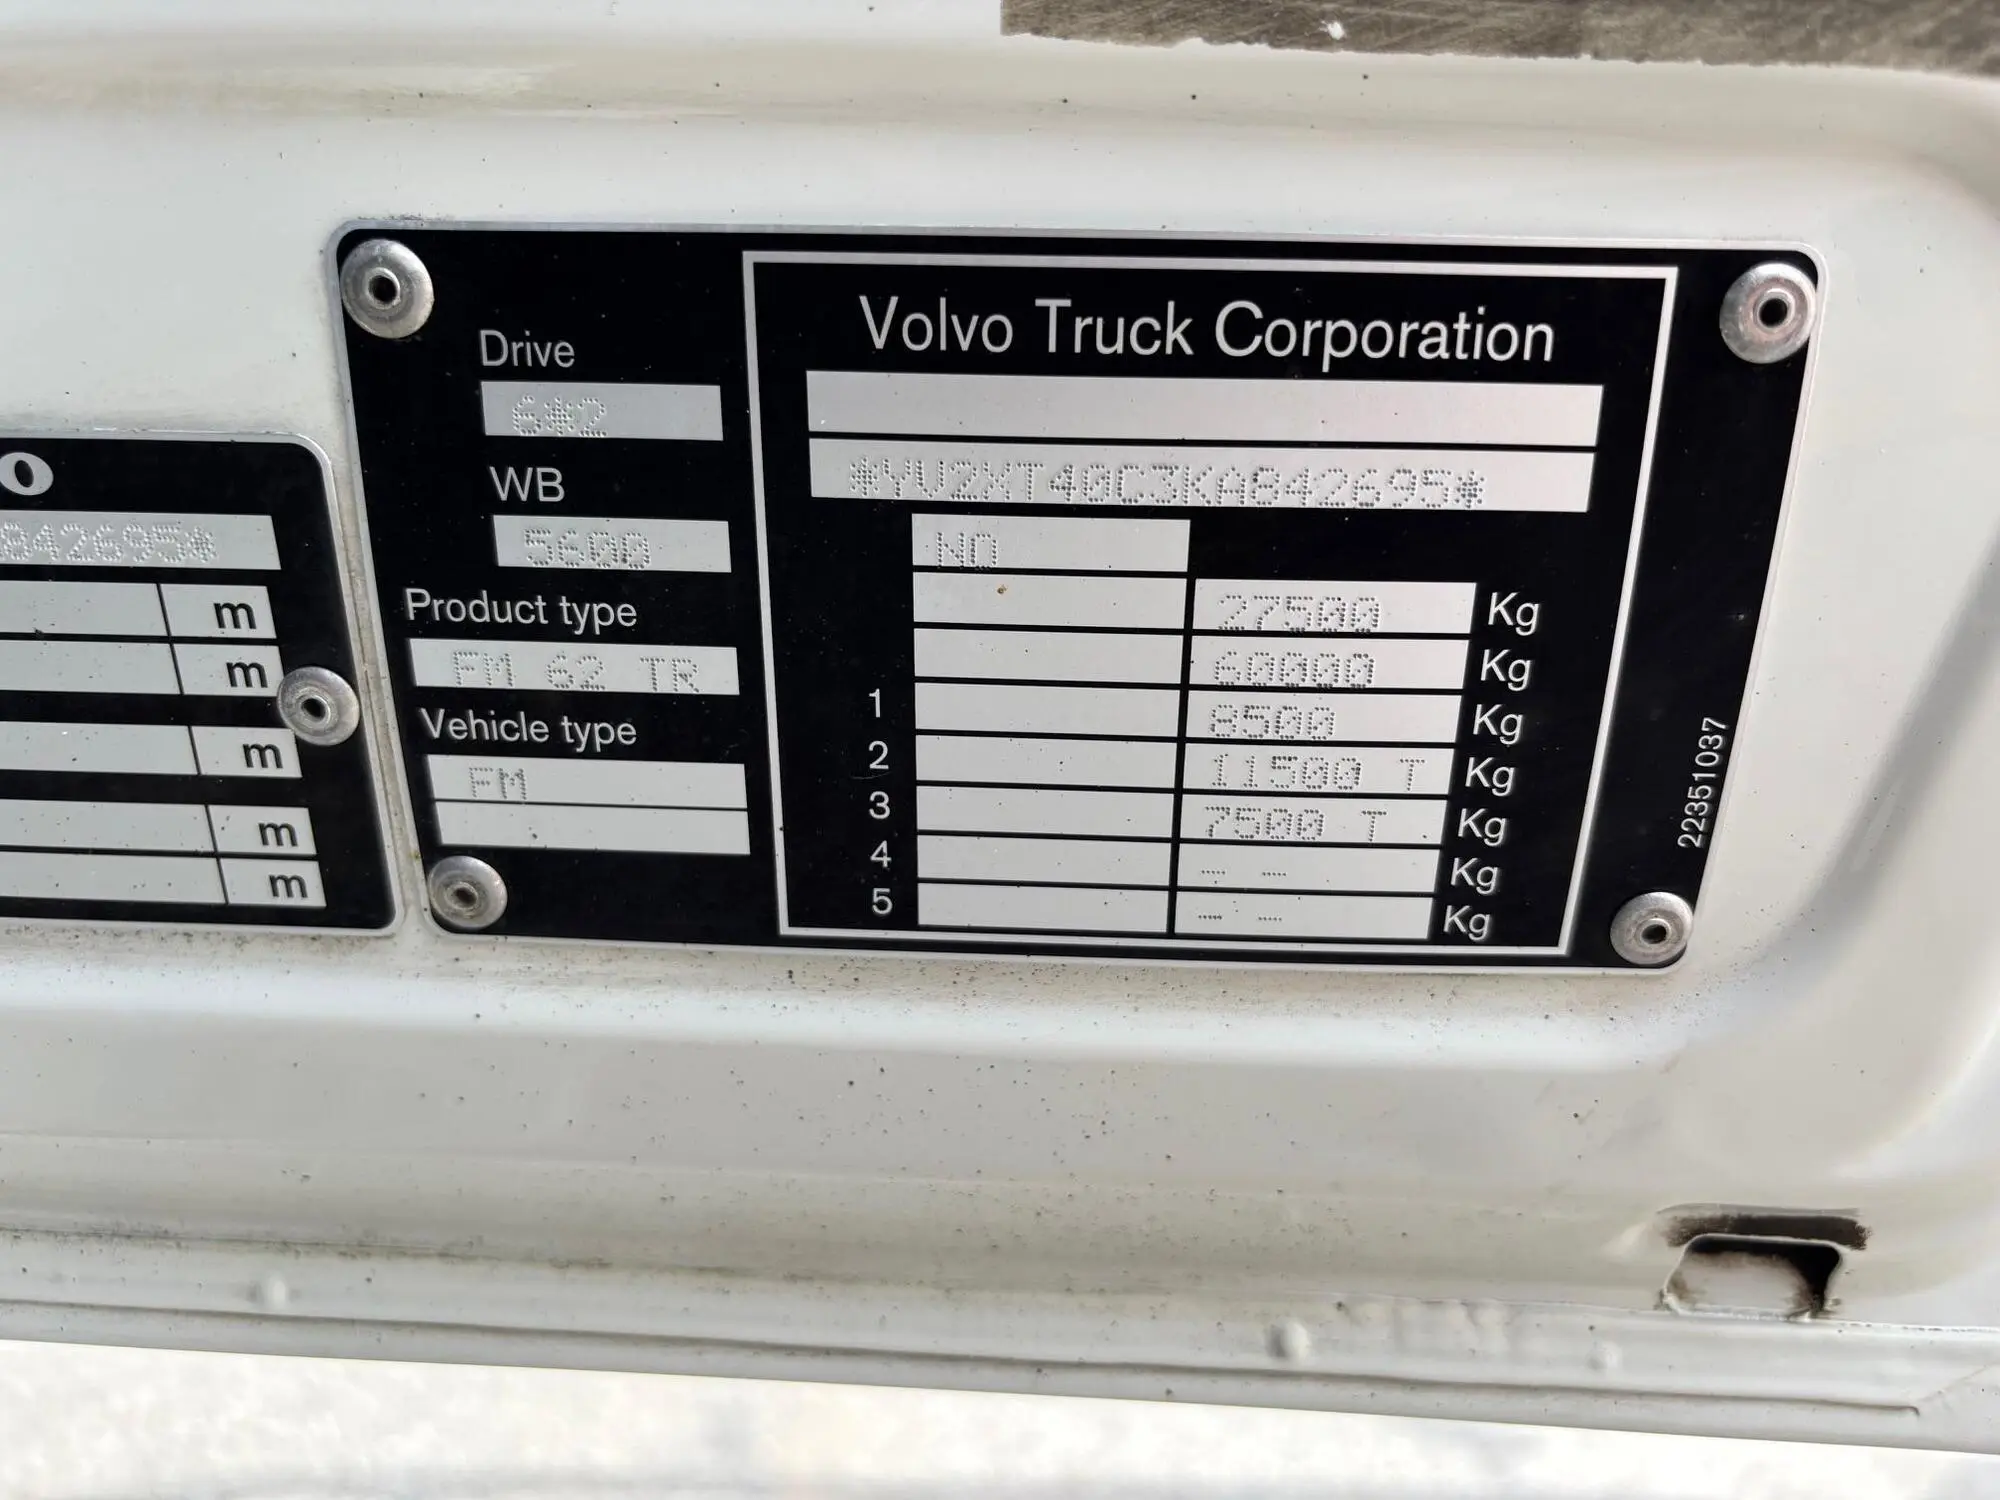 O
A842695*
m
m
m
m
m
Drive
6*2
WB
5600
Product type
FM 62 TR
Vehicle type
FM
Volvo Truck Corporation
*YV2XT40C3KA842695*
NO
27500 Kg
60000 Kg
1 8500 Kg
2 11500 T Kg
3 7500 T Kg
4 -- -- Kg
5 -- -- Kg
22351037